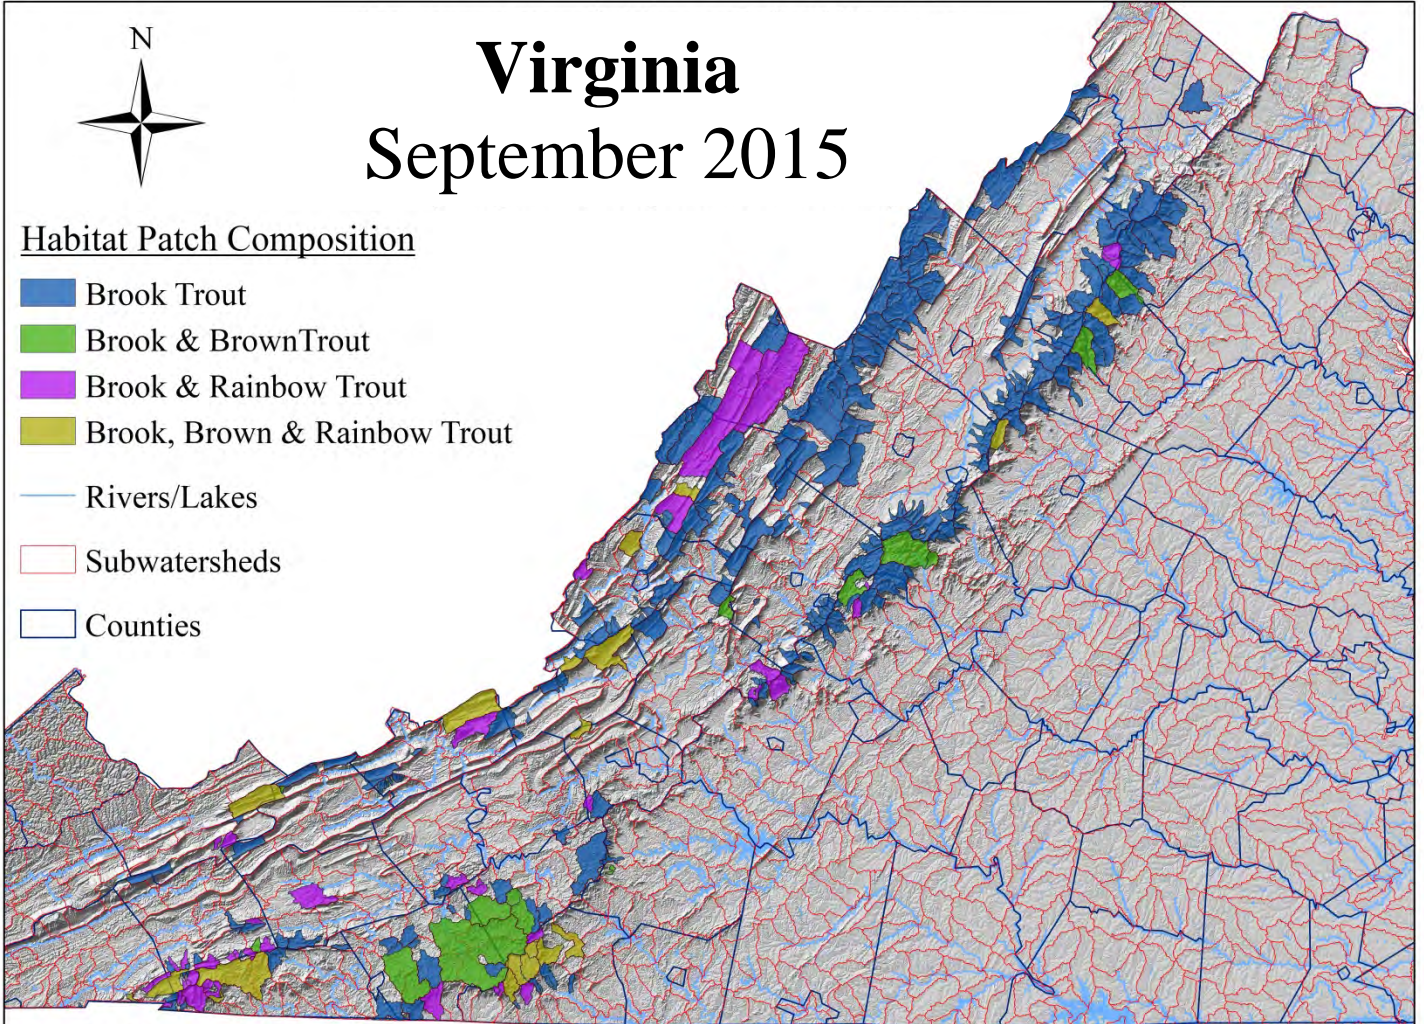 N
Virginia
September 2015
Habitat Patch Composition
Brook Trout
Brook & BrownTrout
Brook & Rainbow Trout
Brook, Brown & Rainbow Trout
Rivers/Lakes
Subwatersheds
Counties